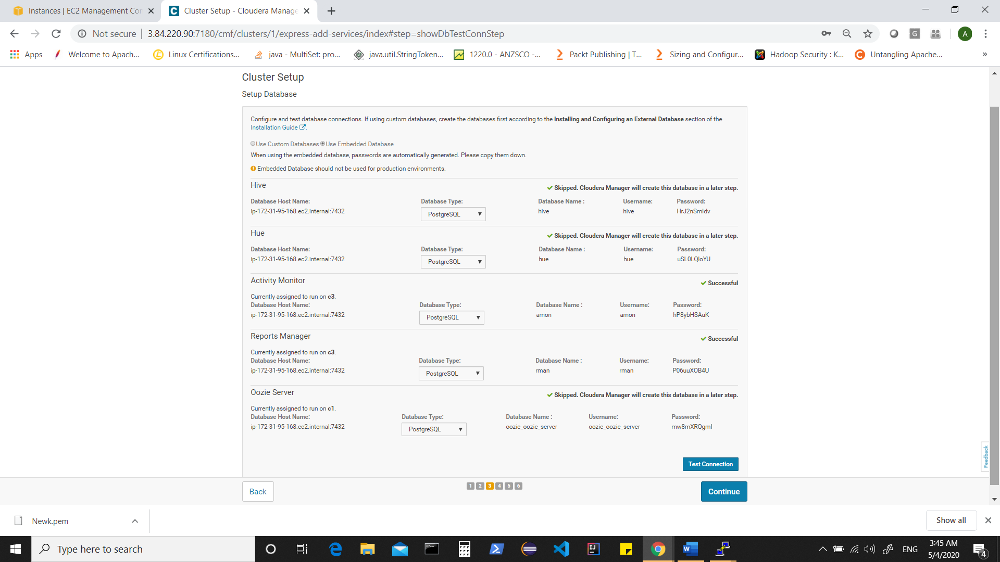 Instances | EC2 Management Con
Cluster Setup - Cloudera Manage
Not secure | 3.84.220.90:7180/cmf/clusters/1/express-add-services/index#step=showDbTestConnStep
A
Apps
Welcome to Apach...
Linux Certifications...
java - MultiSet: pro...
java.util.StringToken...
1220.0 - ANZSCO -...
Packt Publishing | T...
Sizing and Configur...
Hadoop Security : K...
Untangling Apache...
»
Cluster Setup
Setup Database
Configure and test database connections. If using custom databases, create the databases first according to the Installing and Configuring an External Database section of the
Installation Guide.
Use Custom Databases Use Embedded Database
When using the embedded database, passwords are automatically generated. Please copy them down.
Embedded Database should not be used for production environments.
Hive
Skipped. Cloudera Manager will create this database in a later step.
Database Host Name: Database Type: Database Name : Username: Password:
ip-172-31-95-168.ec2.internal:7432 PostgreSQL hive hive HrJ2nSmIdv
Hue
Skipped. Cloudera Manager will create this database in a later step.
Database Host Name: Database Type: Database Name : Username: Password:
ip-172-31-95-168.ec2.internal:7432 PostgreSQL hue hue uSL0LQIoYU
Activity Monitor
Successful
Currently assigned to run on c3.
Database Host Name: Database Type: Database Name : Username: Password:
ip-172-31-95-168.ec2.internal:7432 PostgreSQL amon amon hP8ybHSAuK
Reports Manager
Successful
Currently assigned to run on c3.
Database Host Name: Database Type: Database Name : Username: Password:
ip-172-31-95-168.ec2.internal:7432 PostgreSQL rman rman P06uuXOB4U
Oozie Server
Skipped. Cloudera Manager will create this database in a later step.
Currently assigned to run on c1.
Database Host Name: Database Type: Database Name : Username: Password:
ip-172-31-95-168.ec2.internal:7432 PostgreSQL oozie_oozie_server oozie_oozie_server mw8mXRQgmI
Feedback
Test Connection
Back
1 2 3 4 5 6
Continue
Newk.pem
Show all
Type here to search
ENG
3:45 AM
5/4/2020
4